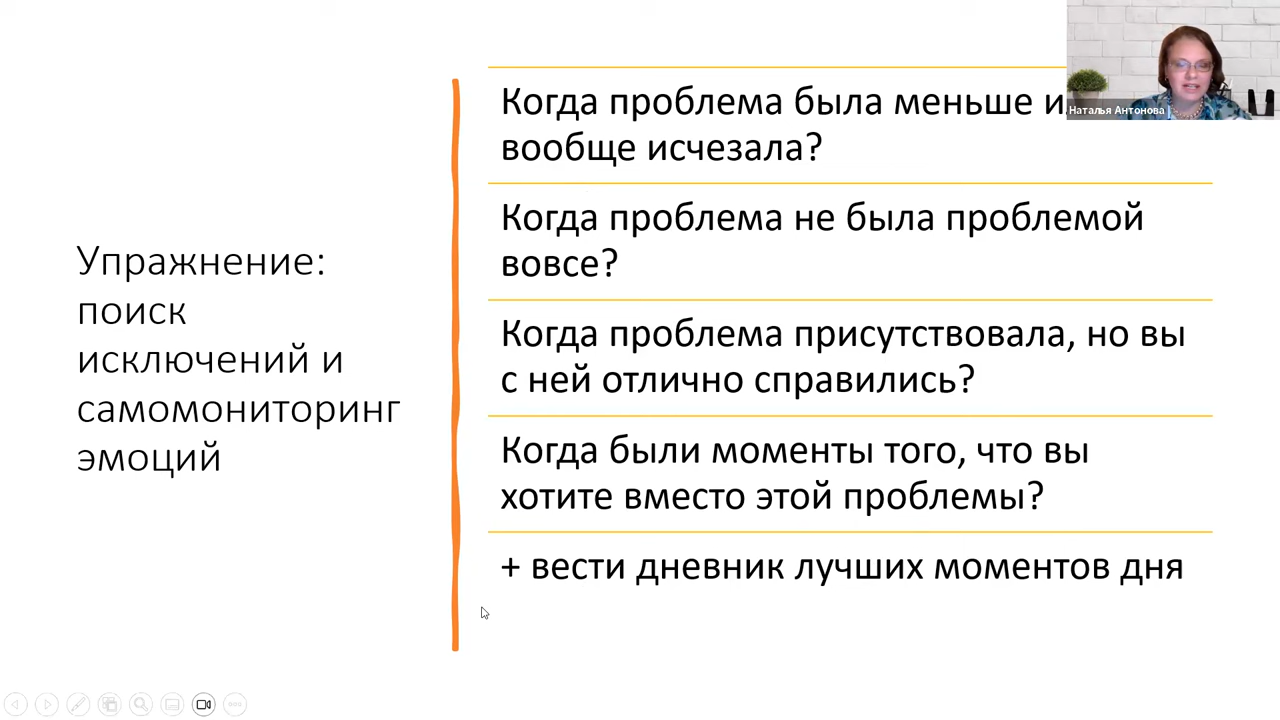 Упражнение:
поиск
исключений и
самомониторинг
эмоций
Когда проблема была меньше
вообще исчезала?
Когда проблема не была проблемой
вовсе?
Когда проблема присутствовала, но вы
с ней отлично справились?
Когда были моменты того, что вы
хотите вместо этой проблемы?
+ вести дневник лучших моментов дня
Наталья Антонова